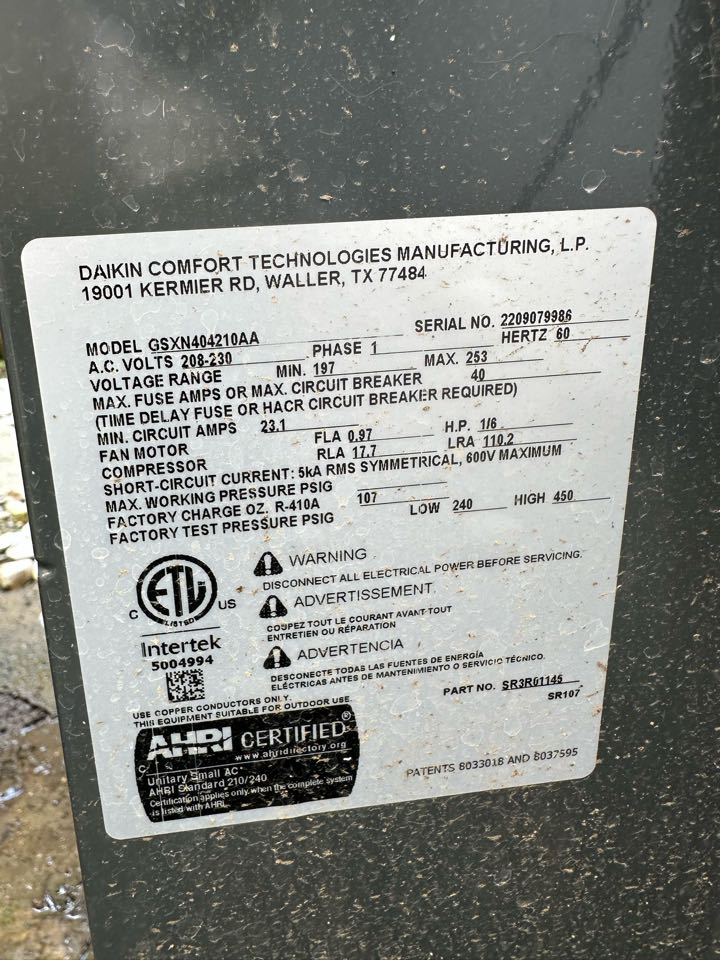 DAIKIN COMFORT TECHNOLOGIES MANUFACTURING, L.P.
19001 KERMIER RD, WALLER, TX 77484
MODEL GSXN404210AA SERIAL NO. 2209079986
A.C. VOLTS 208-230 PHASE 1 HERTZ 60
VOLTAGE RANGE MIN. 197 MAX. 253
MAX. FUSE AMPS OR MAX. CIRCUIT BREAKER 40
(TIME DELAY FUSE OR HACR CIRCUIT BREAKER REQUIRED)
MIN. CIRCUIT AMPS 23.1
FAN MOTOR FLA 0.97 H.P. 1/6
COMPRESSOR RLA 17.7 LRA 110.2
SHORT-CIRCUIT CURRENT: 5kA RMS SYMMETRICAL, 600V MAXIMUM
MAX. WORKING PRESSURE PSIG
FACTORY CHARGE OZ. R-410A 107
FACTORY TEST PRESSURE PSIG LOW 240 HIGH 450
WARNING
DISCONNECT ALL ELECTRICAL POWER BEFORE SERVICING.
ADVERTISSEMENT
COUPEZ TOUT LE COURANT AVANT TOUT
ENTRETIEN OU RÉPARATION
ADVERTENCIA
DESCONECTE TODAS LAS FUENTES DE ENERGÍA
ELÉCTRICAS ANTES DE MANTENIMIENTO O SERVICIO TÉCNICO.
ETL
LISTED
C US
Intertek
5004994
PART NO. SR3R61145
SR107
USE COPPER CONDUCTORS ONLY.
THIS EQUIPMENT SUITABLE FOR OUTDOOR USE.
AHRI CERTIFIED®
www.ahridirectory.org
Unitary Small AC
AHRI Standard 210/240
Certification applies only when the complete system
is listed with AHRI.
PATENTS 8033018 AND 8037595